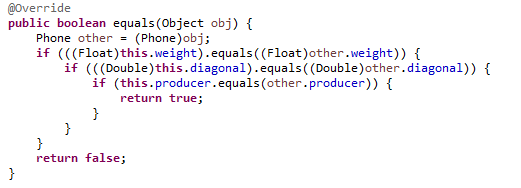 @Override
public boolean equals(Object obj) {
    Phone other = (Phone)obj;
    if (((Float)this.weight).equals((Float)other.weight)) {
        if (((Double)this.diagonal).equals((Double)other.diagonal)) {
            if (this.producer.equals(other.producer)) {
                return true;
            }
        }
    }
    return false;
}